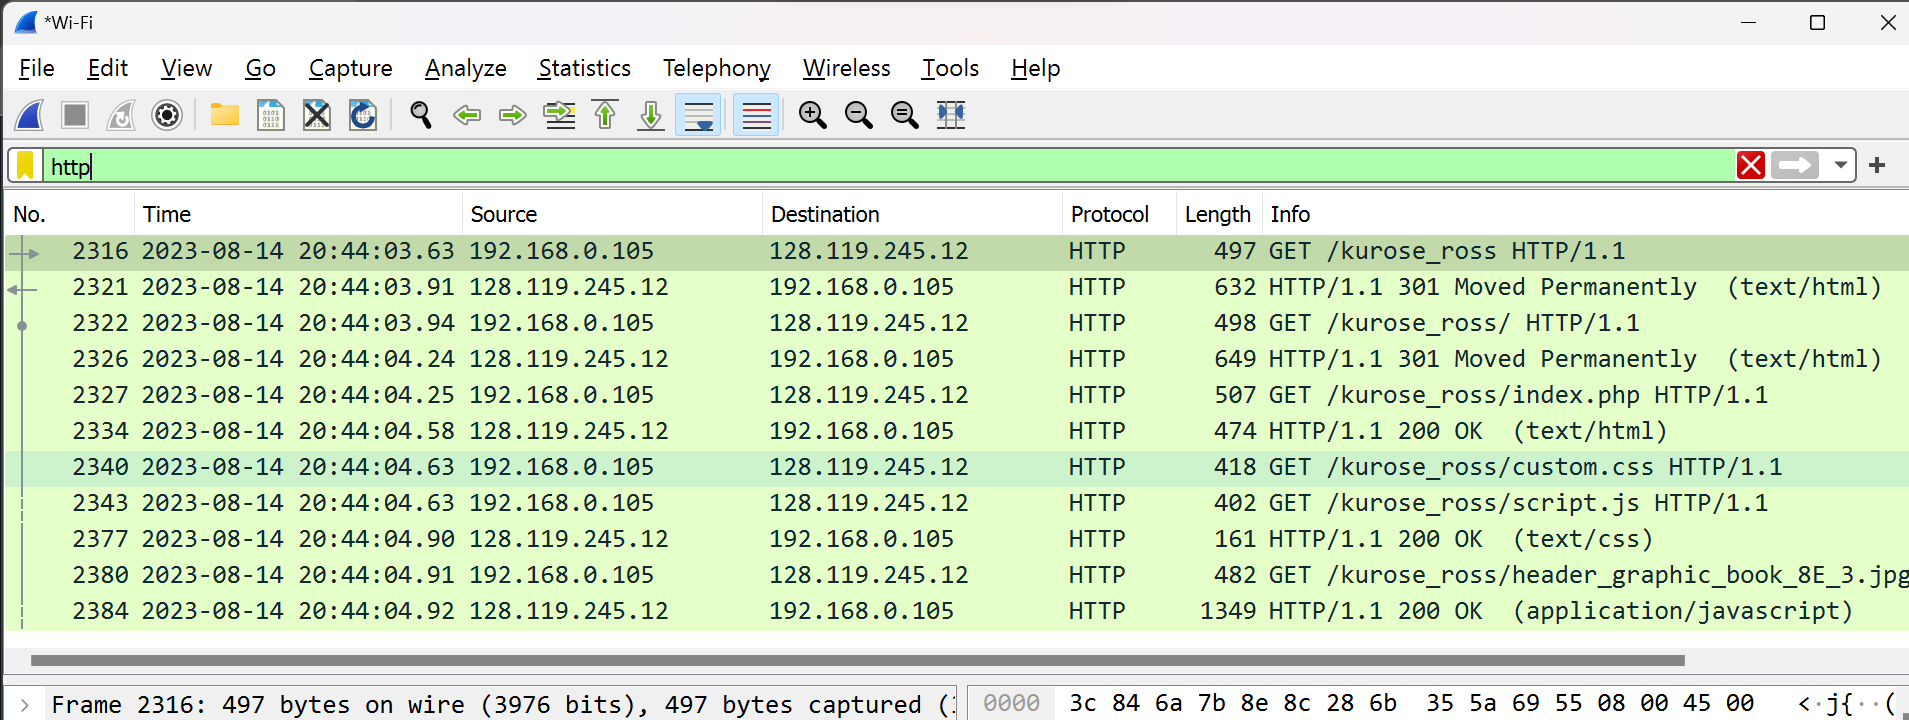 *Wi-Fi
File Edit View Go Capture Analyze Statistics Telephony Wireless Tools Help
http
No. Time Source Destination Protocol Length Info
2316 2023-08-14 20:44:03.63 192.168.0.105 128.119.245.12 HTTP 497 GET /kurose_ross HTTP/1.1
2321 2023-08-14 20:44:03.91 128.119.245.12 192.168.0.105 HTTP 632 HTTP/1.1 301 Moved Permanently (text/html)
2322 2023-08-14 20:44:03.94 192.168.0.105 128.119.245.12 HTTP 498 GET /kurose_ross/ HTTP/1.1
2326 2023-08-14 20:44:04.24 128.119.245.12 192.168.0.105 HTTP 649 HTTP/1.1 301 Moved Permanently (text/html)
2327 2023-08-14 20:44:04.25 192.168.0.105 128.119.245.12 HTTP 507 GET /kurose_ross/index.php HTTP/1.1
2334 2023-08-14 20:44:04.58 128.119.245.12 192.168.0.105 HTTP 474 HTTP/1.1 200 OK (text/html)
2340 2023-08-14 20:44:04.63 192.168.0.105 128.119.245.12 HTTP 418 GET /kurose_ross/custom.css HTTP/1.1
2343 2023-08-14 20:44:04.63 192.168.0.105 128.119.245.12 HTTP 402 GET /kurose_ross/script.js HTTP/1.1
2377 2023-08-14 20:44:04.90 128.119.245.12 192.168.0.105 HTTP 161 HTTP/1.1 200 OK (text/css)
2380 2023-08-14 20:44:04.91 192.168.0.105 128.119.245.12 HTTP 482 GET /kurose_ross/header_graphic_book_8E_3.jpg
2384 2023-08-14 20:44:04.92 128.119.245.12 192.168.0.105 HTTP 1349 HTTP/1.1 200 OK (application/javascript)
Frame 2316: 497 bytes on wire (3976 bits), 497 bytes captured (
0000 3c 84 6a 7b 8e 8c 28 6b 35 5a 69 55 08 00 45 00 <·j{··(